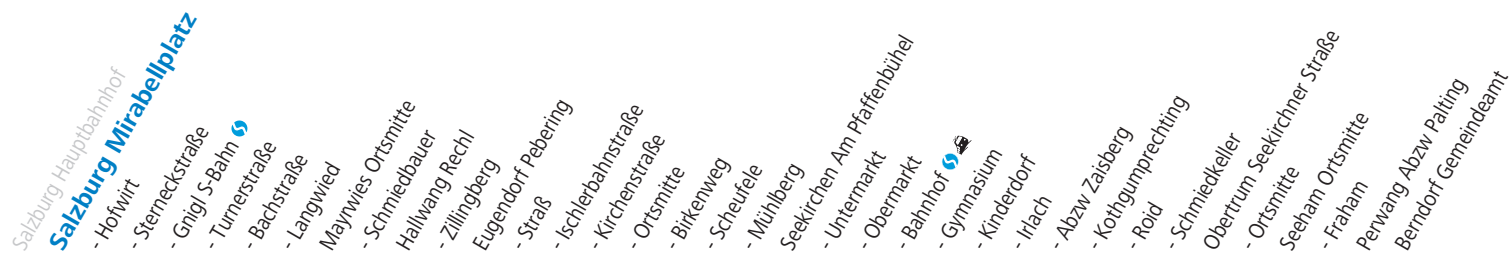 Salzburg Hauptbahnhof
Salzburg Mirabellplatz
- Hofwirt
- Sterneckstraße
- Gnigl S-Bahn
- Turnerstraße
- Bachstraße
- Langwied
Mayrwies Ortsmitte
- Schmiedbauer
Hallwang Rechl
- Zillingberg
Eugendorf Pebering
- Straß
- Ischlerbahnstraße
- Kirchenstraße
- Ortsmitte
- Birkenweg
- Scheufele
- Mühlberg
Seekirchen Am Pfaffenbühel
- Untermarkt
- Obermarkt
- Bahnhof
- Gymnasium
- Kinderdorf
- Irlach
- Abzw Zaisberg
- Kothgumprechting
- Roid
- Schmiedkeller
Obertrum Seekirchner Straße
- Ortsmitte
Seeham Ortsmitte
- Fraham
Perwang Abzw Palting
Berndorf Gemeindeamt